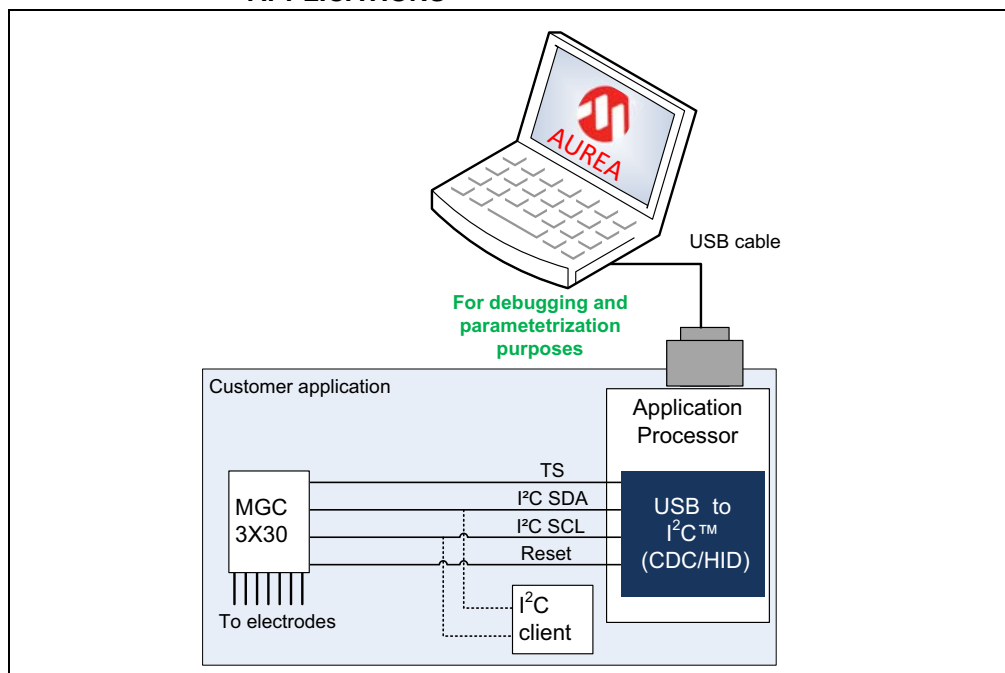 APPLICATIONS
AUREA
USB cable
For debugging and
parametetrization
purposes
Customer application
Application
Processor
TS
I²C SDA
MGC
3X30
I²C SCL
USB to
I²C™
(CDC/HID)
Reset
To electrodes
I²C
client